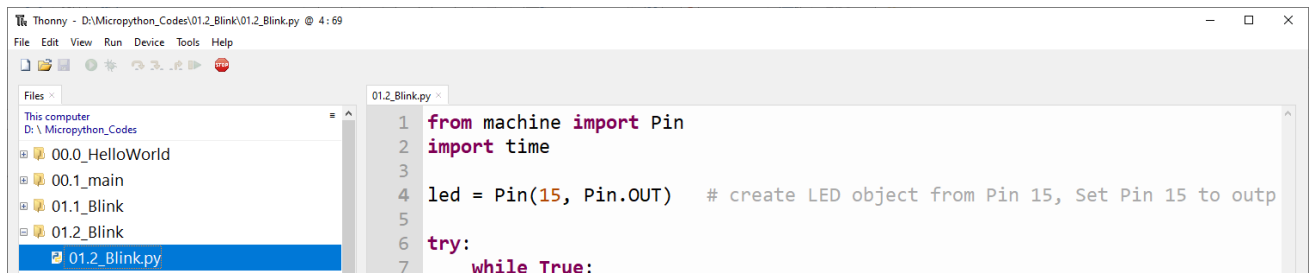 Thonny - D:\Micropython_Codes\01.2_Blink\01.2_Blink.py @ 4:69
File Edit View Run Device Tools Help
STOP
Files ×
This computer
D: \ Micropython_Codes
00.0_HelloWorld
00.1_main
01.1_Blink
01.2_Blink
01.2_Blink.py
01.2_Blink.py ×
1 from machine import Pin
2 import time
3
4 led = Pin(15, Pin.OUT)   # create LED object from Pin 15, Set Pin 15 to outp
5
6 try:
7     while True: